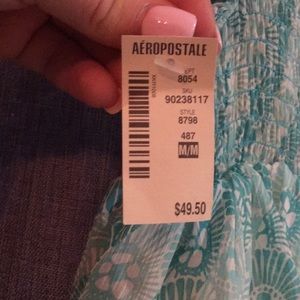 AÉROPOSTALE
8054
SKU
90238117
STYLE
8798
487
M/M
$49.50